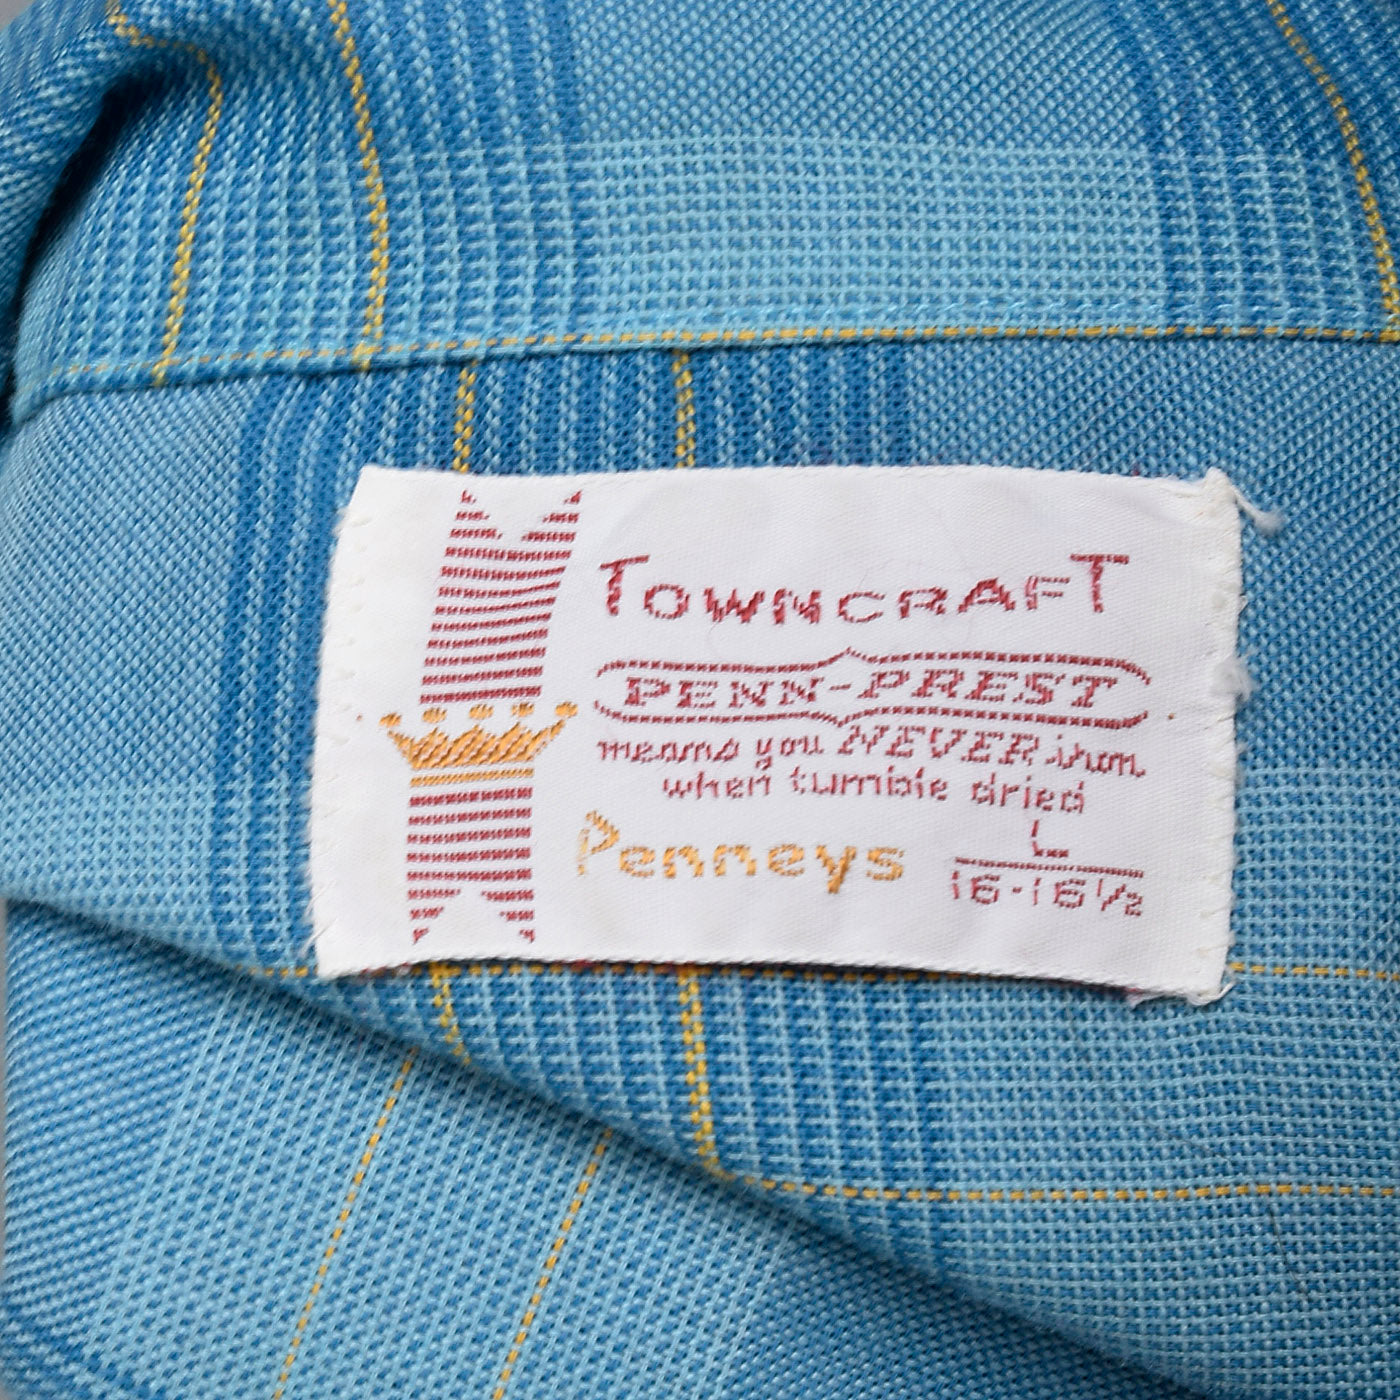 TOWNCRAFT
PENN-PREST
means you NEVER iron
when tumble dried
Penneys
L
16-16½